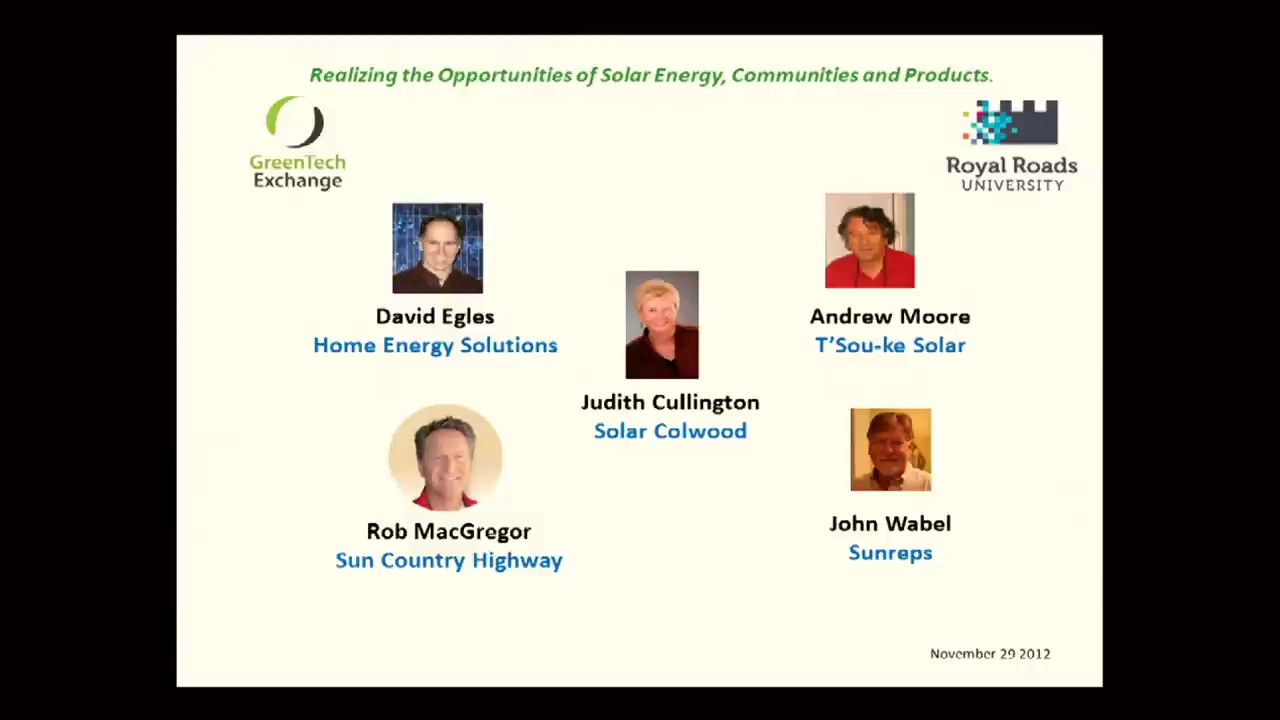 Realizing the Opportunities of Solar Energy, Communities and Products.
GreenTech
Exchange
Royal Roads
UNIVERSITY
David Egles
Home Energy Solutions
Andrew Moore
T'Sou-ke Solar
Judith Cullington
Solar Colwood
Rob MacGregor
Sun Country Highway
John Wabel
Sunreps
November 29 2012